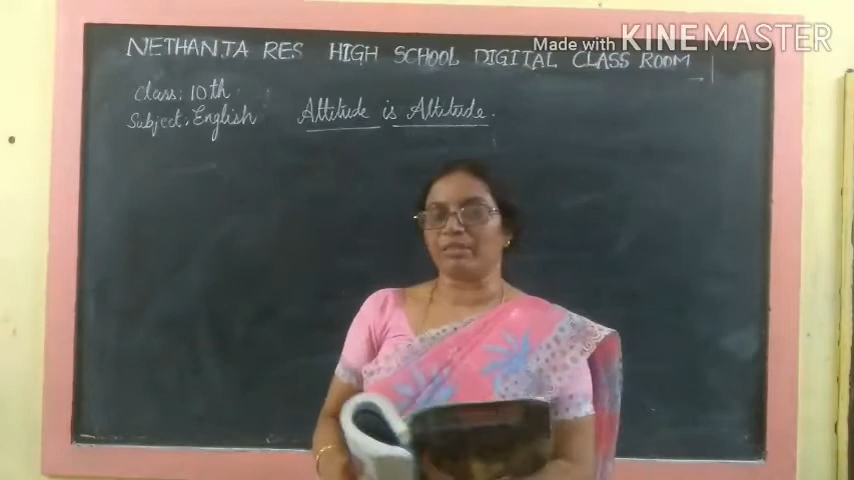 NETHANJA RES HIGH SCHOOL DIGITAL CLASS ROOM
Made with KINEMASTER
Class: 10th
Subject: English
Attitude is Altitude.